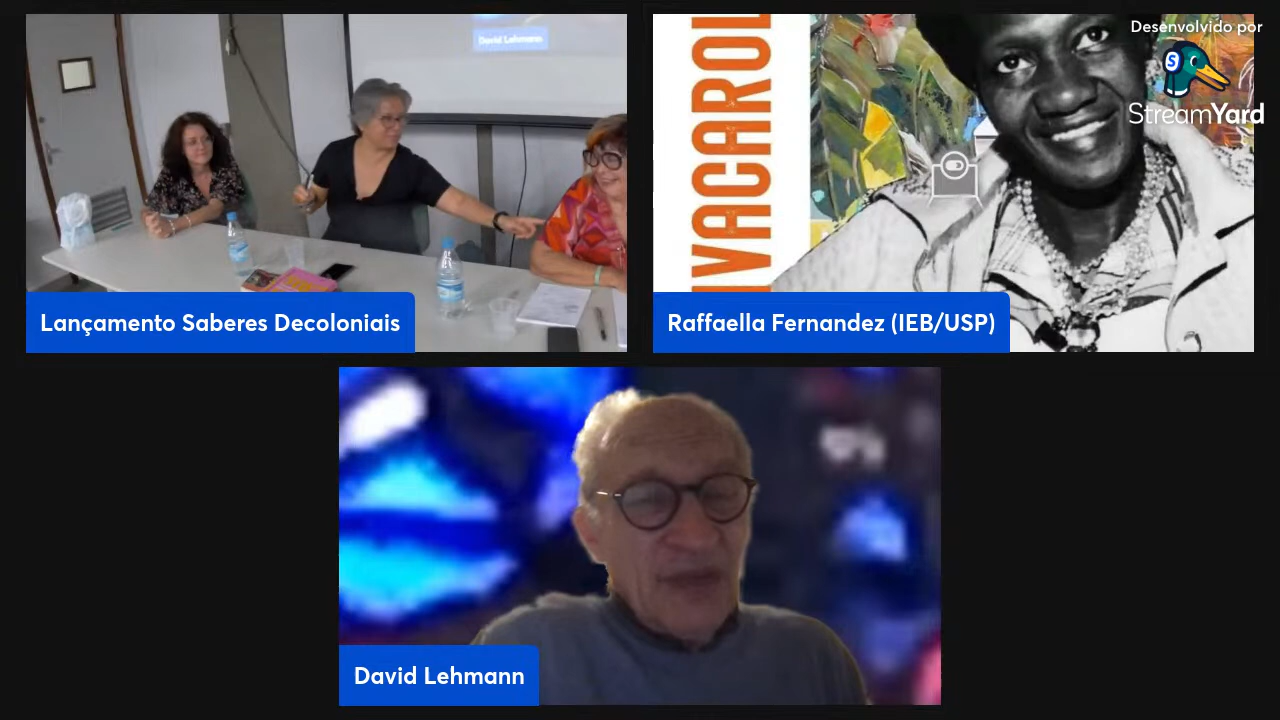 David Lehmann
Lançamento Saberes Decoloniais
VACAROL
Desenvolvido por
StreamYard
Raffaella Fernandez (IEB/USP)
David Lehmann